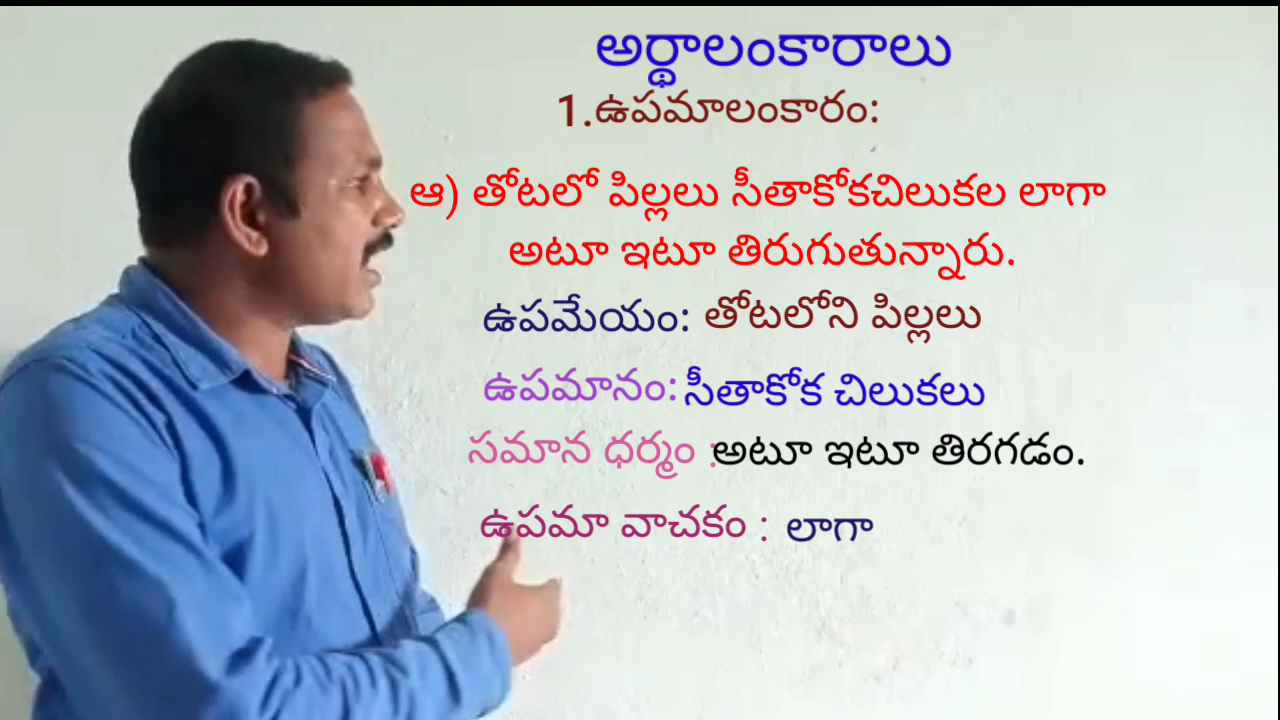 అర్థాలంకారాలు
1.ఉపమాలంకారం:
ఆ) తోటలో పిల్లలు సీతాకోకచిలుకల లాగా
అటూ ఇటూ తిరుగుతున్నారు.
ఉపమేయం: తోటలోని పిల్లలు
ఉపమానం: సీతాకోక చిలుకలు
సమాన ధర్మం : అటూ ఇటూ తిరగడం.
ఉపమా వాచకం : లాగా